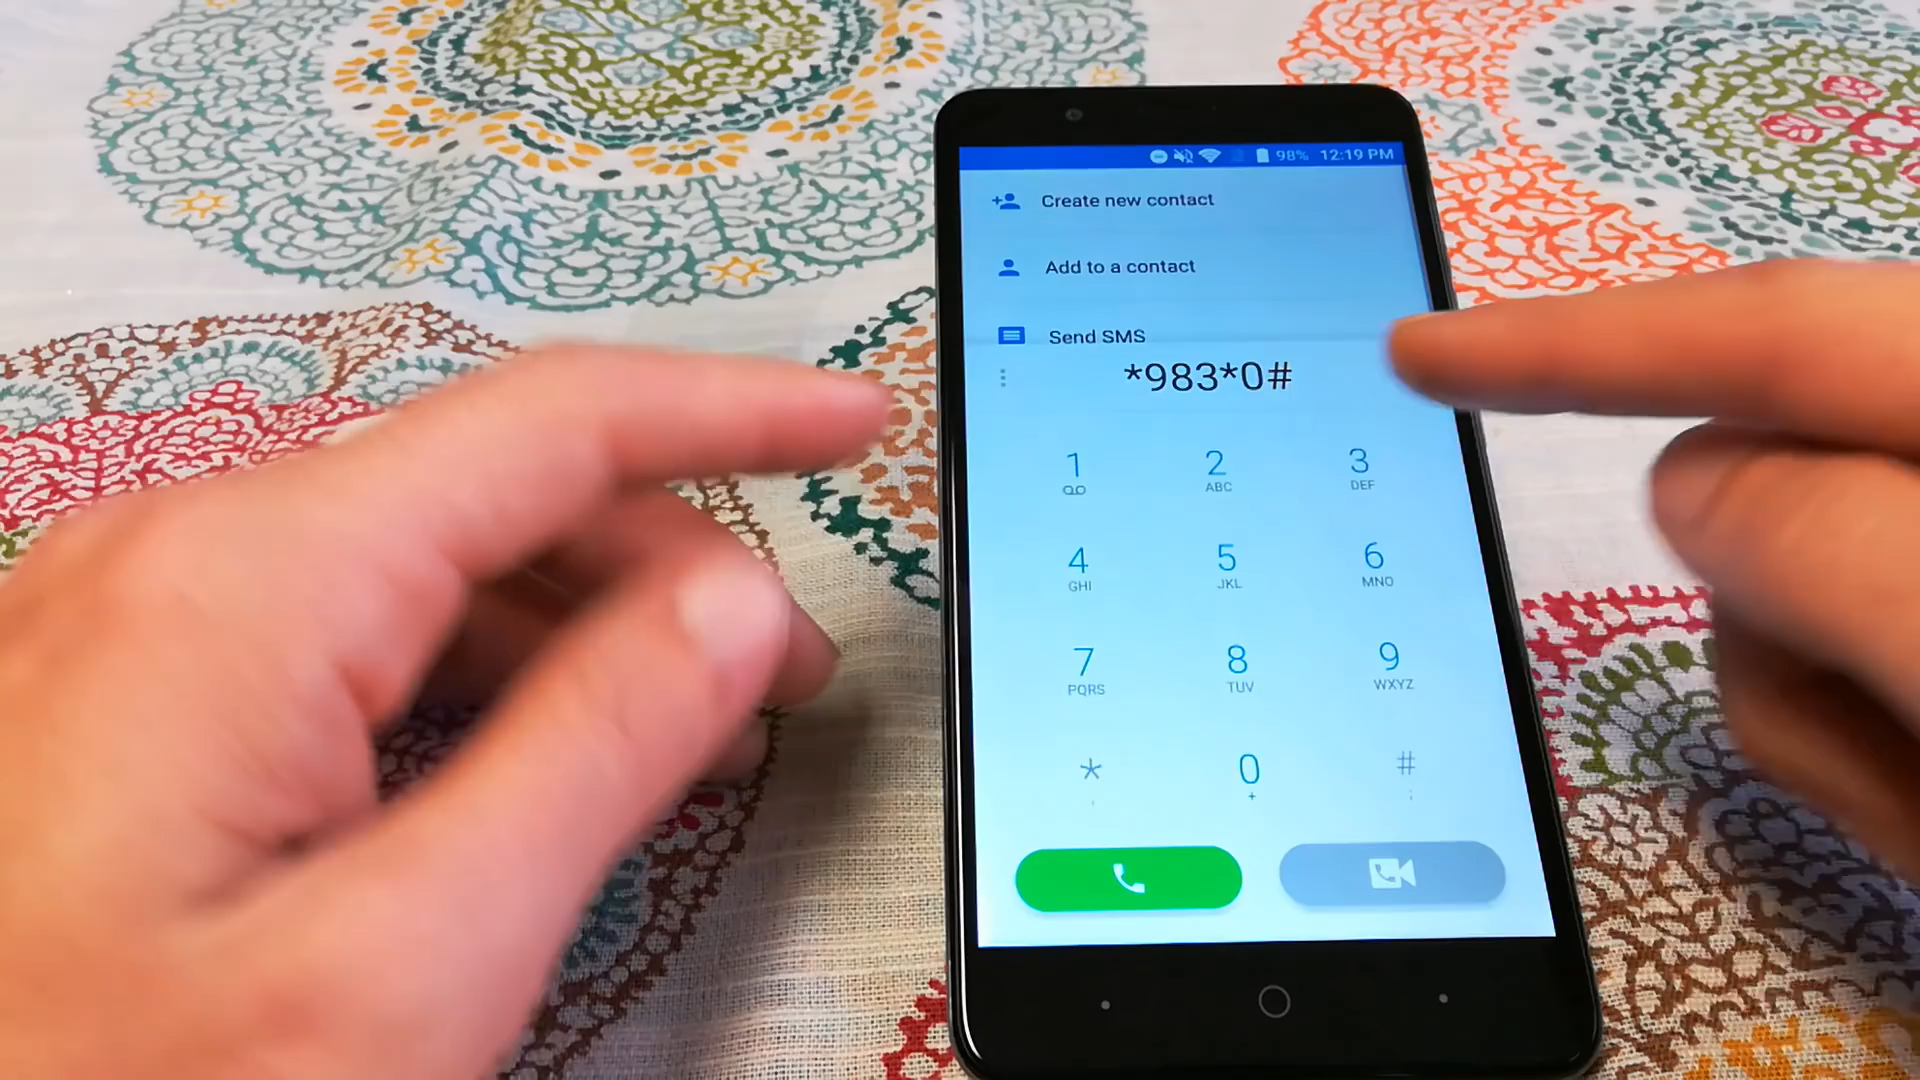 98% 12:19 PM
Create new contact
Add to a contact
Send SMS
*983*0#
1 2 3
ABC DEF
4 5 6
GHI JKL MNO
7 8 9
PQRS TUV WXYZ
* 0 #
, + ;